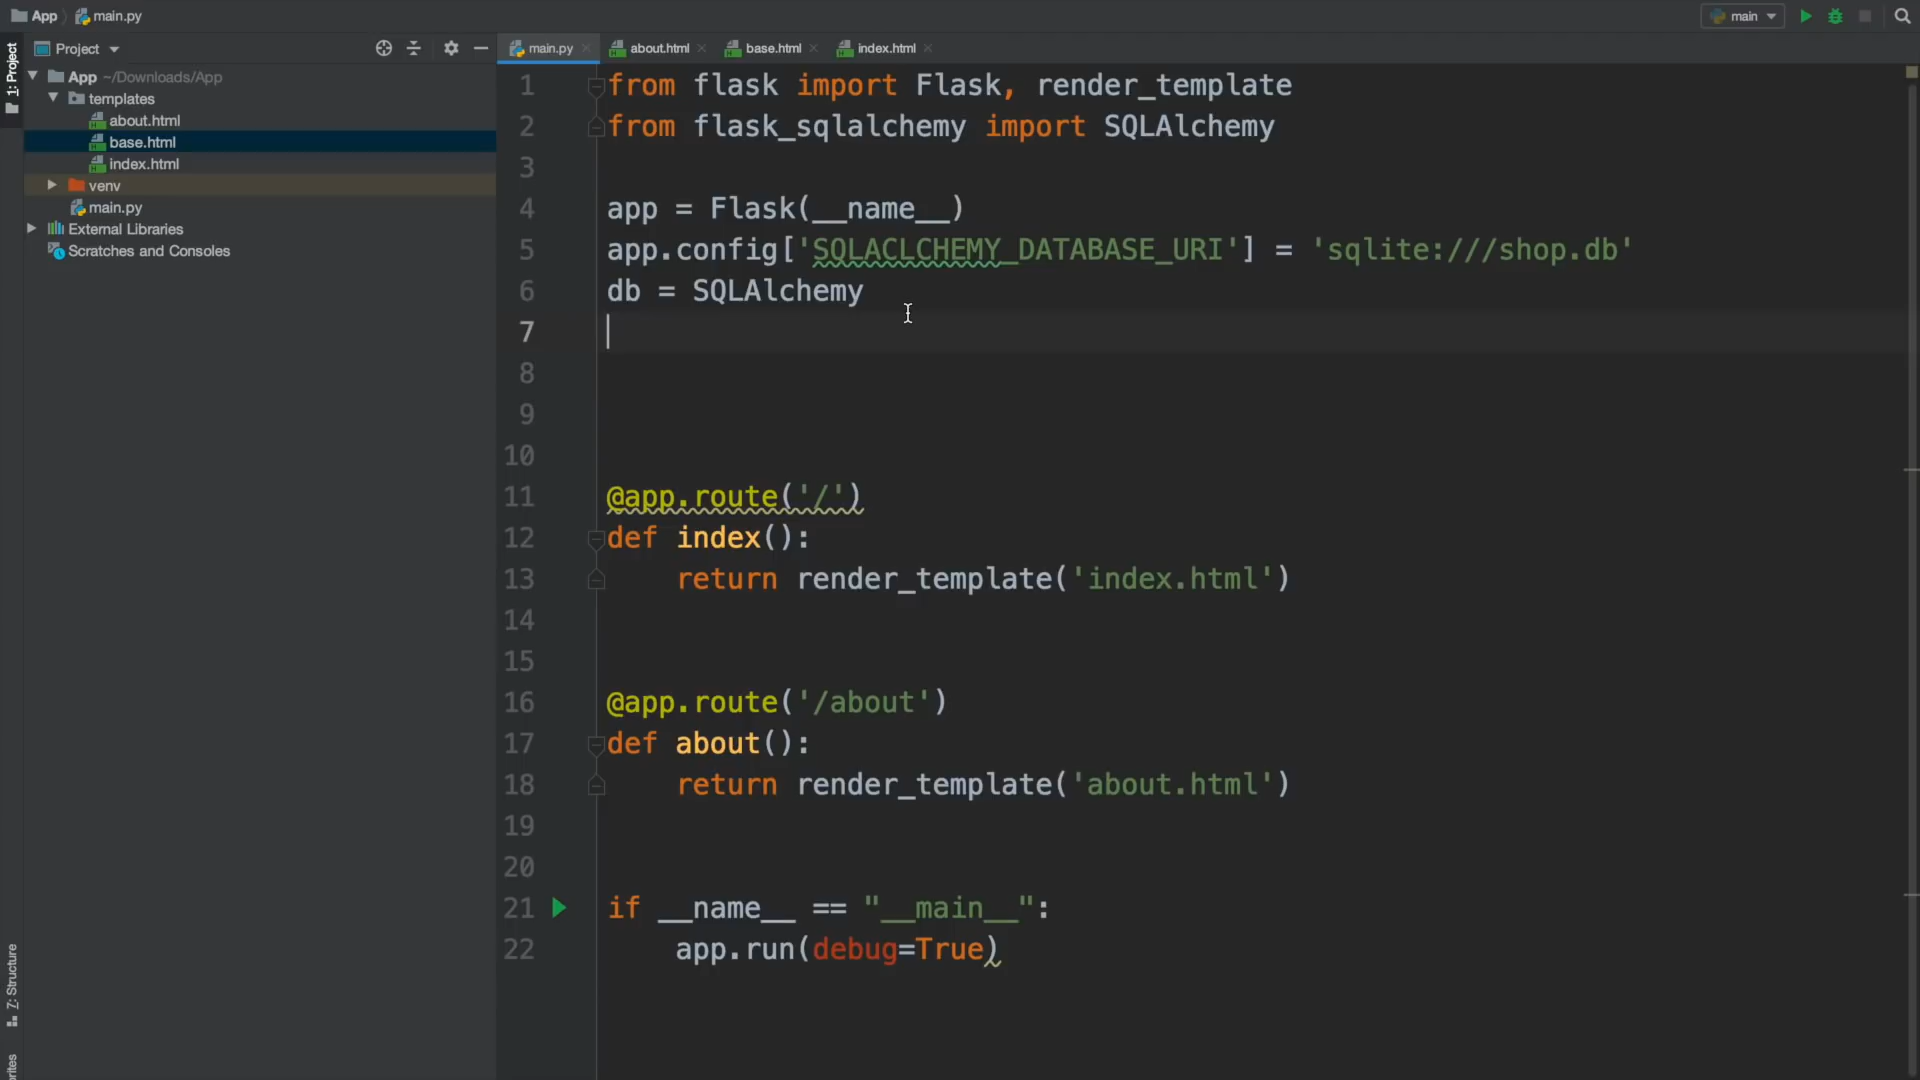 App main.py
main
Project
main.py about.html base.html index.html
1: Project
App ~/Downloads/App
templates
about.html
base.html
index.html
venv
main.py
External Libraries
Scratches and Consoles
1 from flask import Flask, render_template
2 from flask_sqlalchemy import SQLAlchemy
3
4 app = Flask(__name__)
5 app.config['SQLACLCHEMY_DATABASE_URI'] = 'sqlite:///shop.db'
6 db = SQLAlchemy
7
8
9
10
11 @app.route('/')
12 def index():
13     return render_template('index.html')
14
15
16 @app.route('/about')
17 def about():
18     return render_template('about.html')
19
20
21 if __name__ == "__main__":
22     app.run(debug=True)
Z: Structure